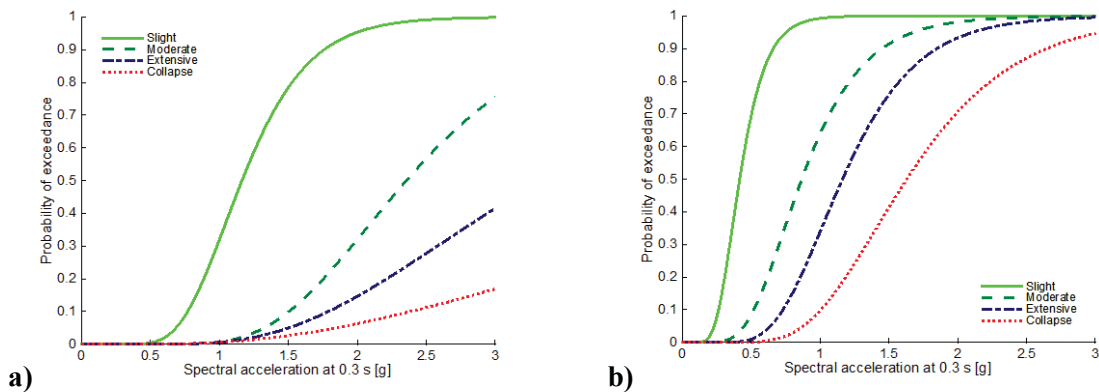 1
0.9
0.8
0.7
0.6
0.5
0.4
0.3
0.2
0.1
0
Probability of exceedance
Slight
Moderate
Extensive
Collapse
0 0.5 1 1.5 2 2.5 3
Spectral acceleration at 0.3 s [g]
a)
1
0.9
0.8
0.7
0.6
0.5
0.4
0.3
0.2
0.1
0
Probability of exceedance
Slight
Moderate
Extensive
Collapse
0 0.5 1 1.5 2 2.5 3
Spectral acceleration at 0.3 s [g]
b)